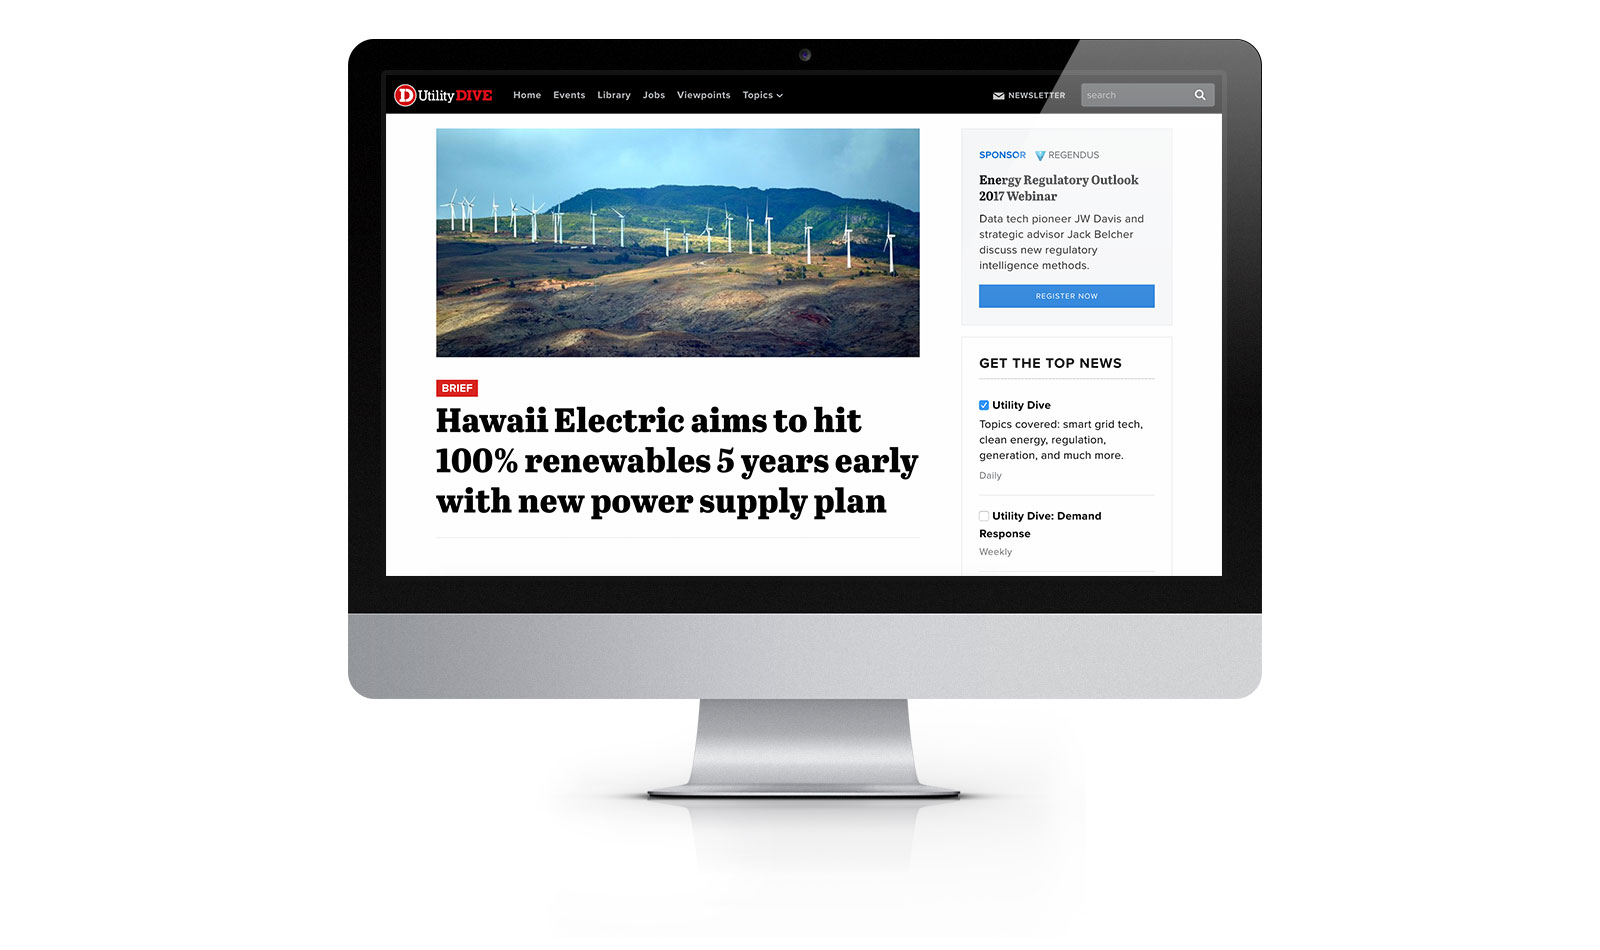 D Utility DIVE Home Events Library Jobs Viewpoints Topics NEWSLETTER search
BRIEF
Hawaii Electric aims to hit
100% renewables 5 years early
with new power supply plan
SPONSOR REGENDUS
Energy Regulatory Outlook
2017 Webinar
Data tech pioneer JW Davis and
strategic advisor Jack Belcher
discuss new regulatory
intelligence methods.
REGISTER NOW
GET THE TOP NEWS
Utility Dive
Topics covered: smart grid tech,
clean energy, regulation,
generation, and much more.
Daily
Utility Dive: Demand
Response
Weekly